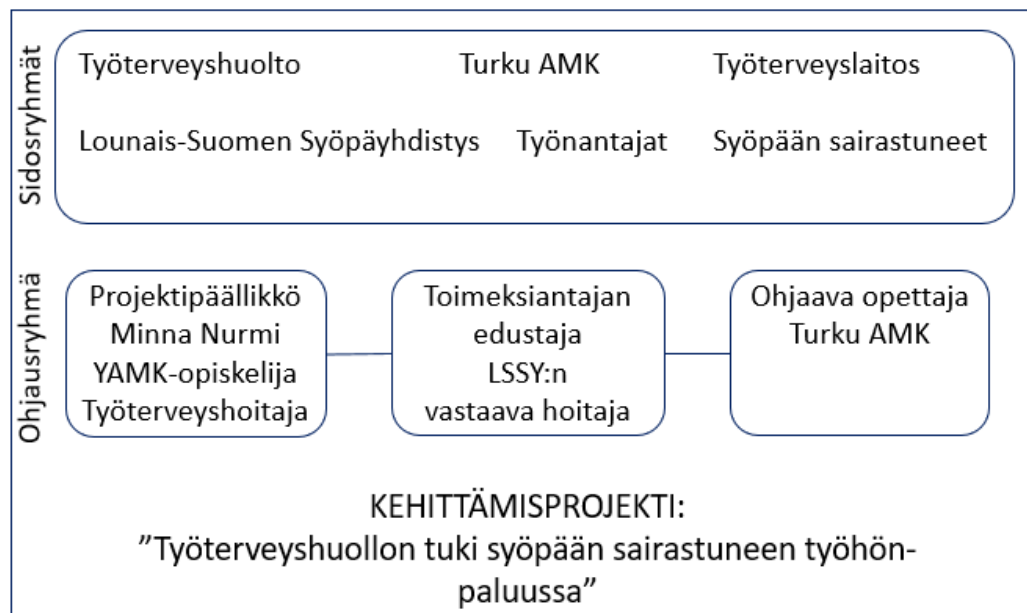 Sidosryhmät
Työterveyshuolto Turku AMK Työterveyslaitos
Lounais-Suomen Syöpäyhdistys Työnantajat Syöpään sairastuneet
Ohjausryhmä
Projektipäällikkö
Minna Nurmi
YAMK-opiskelija
Työterveyshoitaja
Toimeksiantajan
edustaja
LSSY:n
vastaava hoitaja
Ohjaava opettaja
Turku AMK
KEHITTÄMISPROJEKTI:
”Työterveyshuollon tuki syöpään sairastuneen työhön-
paluussa”